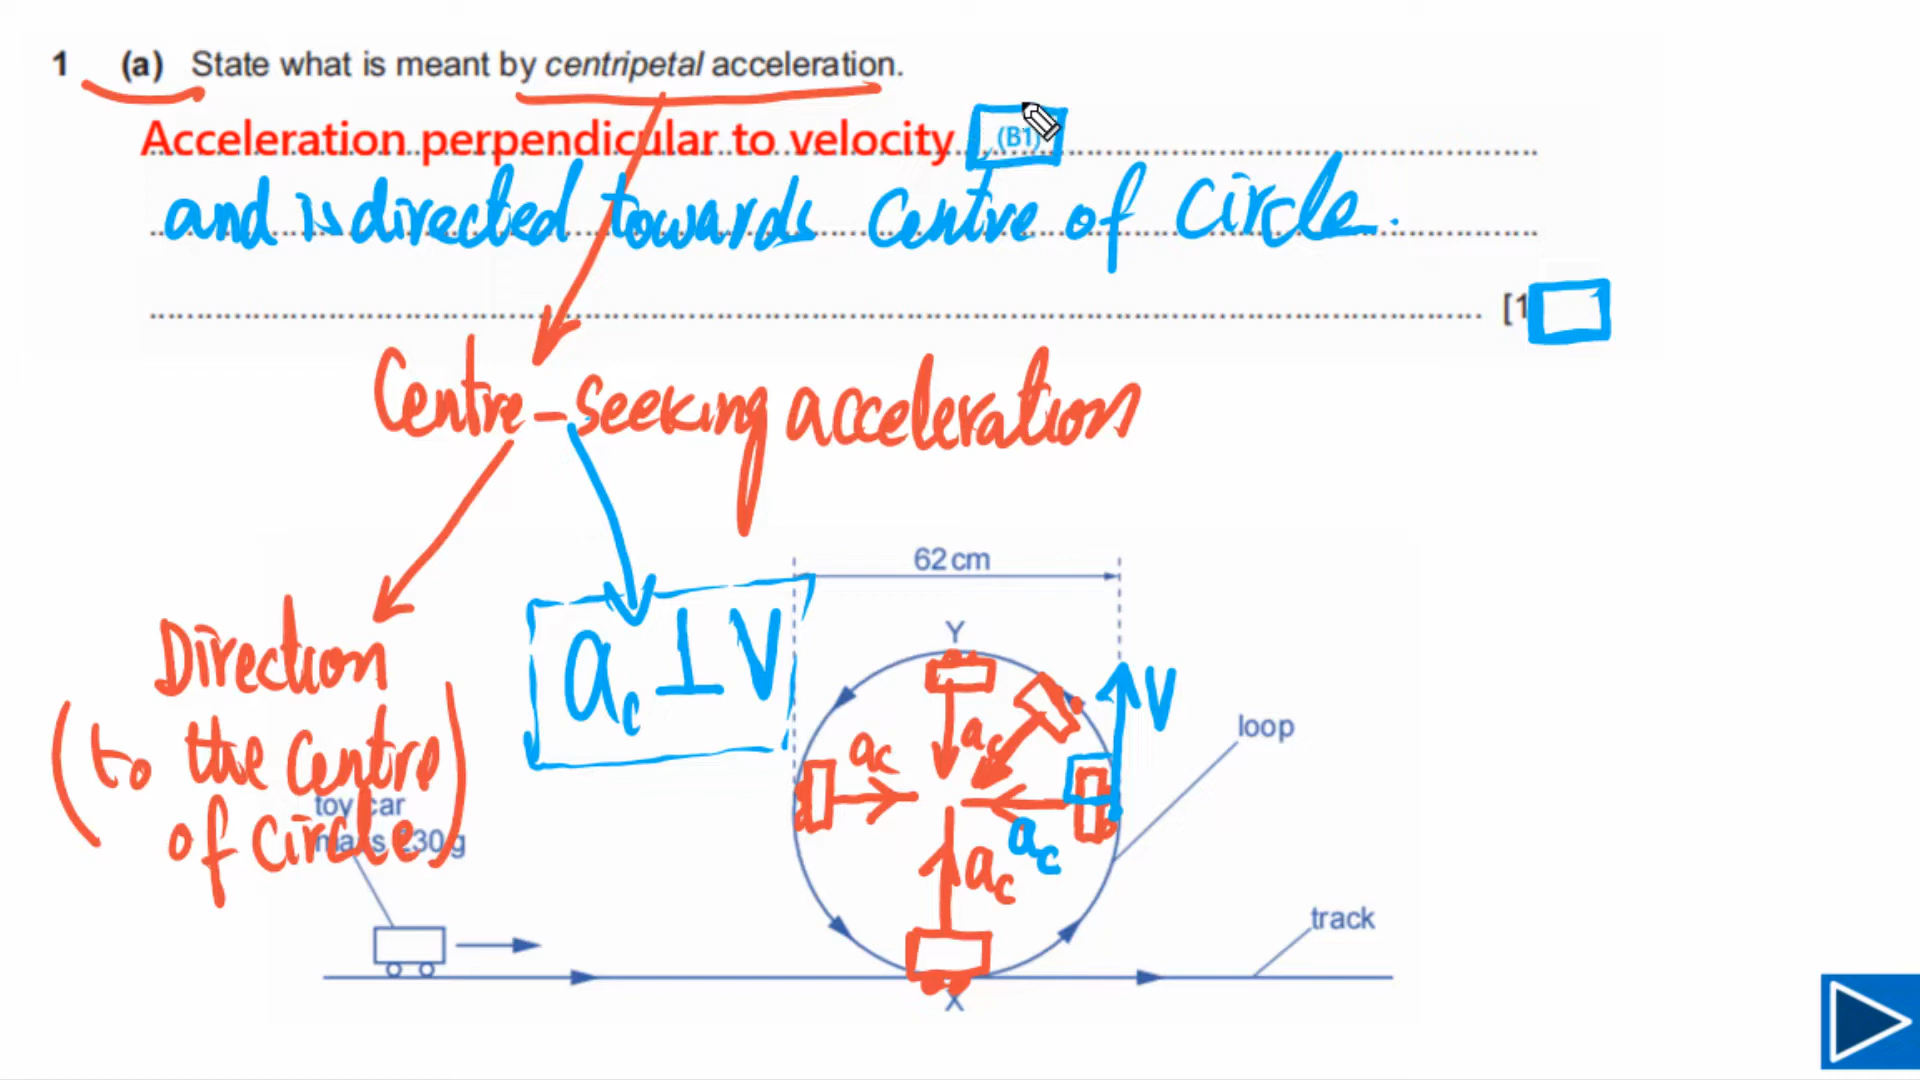 1 (a) State what is meant by centripetal acceleration.
Acceleration perpendicular to velocity (B1)
and is directed towards Centre of Circle.
[1
Centre-seeking acceleration
62 cm
Y
Direction
(to the Centre
of Circle)
ac ⊥ V
V
ac
ac
ac
ac
loop
toy car
mass 230 g
track
X